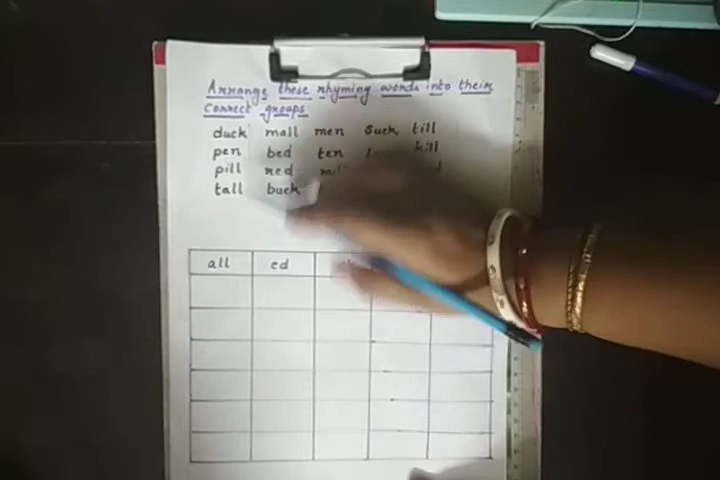 Arrange these rhyming words into their
correct groups.
duck mall men suck till
pen bed ten kill
pill red
tall buck
all ed